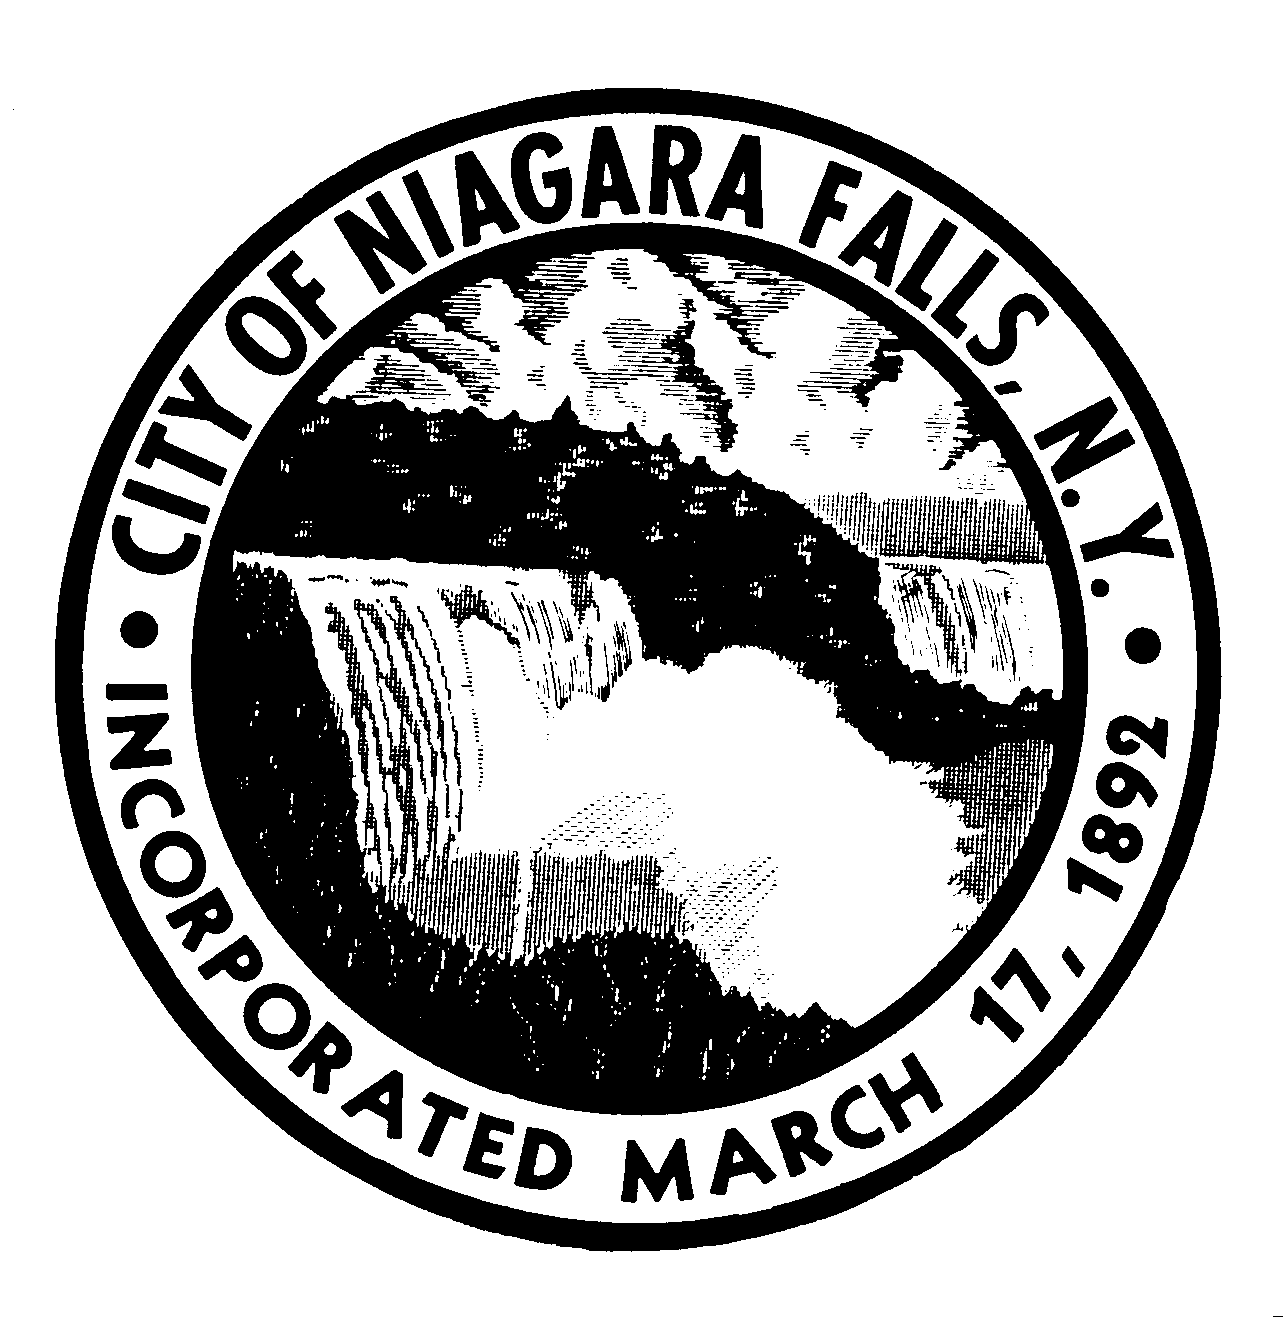 CITY OF NIAGARA FALLS, N.Y.
INCORPORATED MARCH 17, 1892